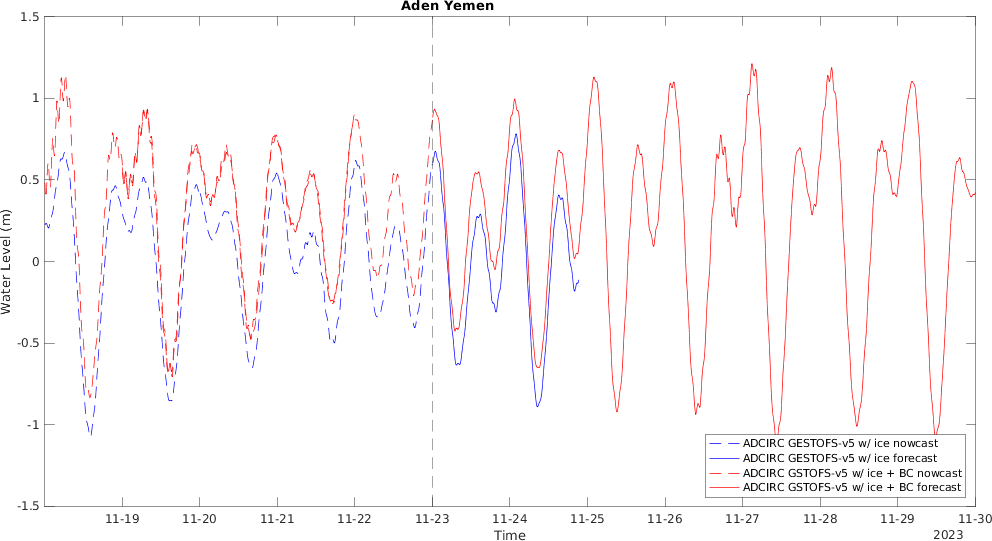 Aden Yemen
1.5
1
0.5
0
-0.5
-1
-1.5
Water Level (m)
11-19
11-20
11-21
11-22
11-23
11-24
11-25
11-26
11-27
11-28
11-29
11-30
Time
2023
ADCIRC GESTOFS-v5 w/ ice nowcast
ADCIRC GESTOFS-v5 w/ ice forecast
ADCIRC GSTOFS-v5 w/ ice + BC nowcast
ADCIRC GSTOFS-v5 w/ ice + BC forecast